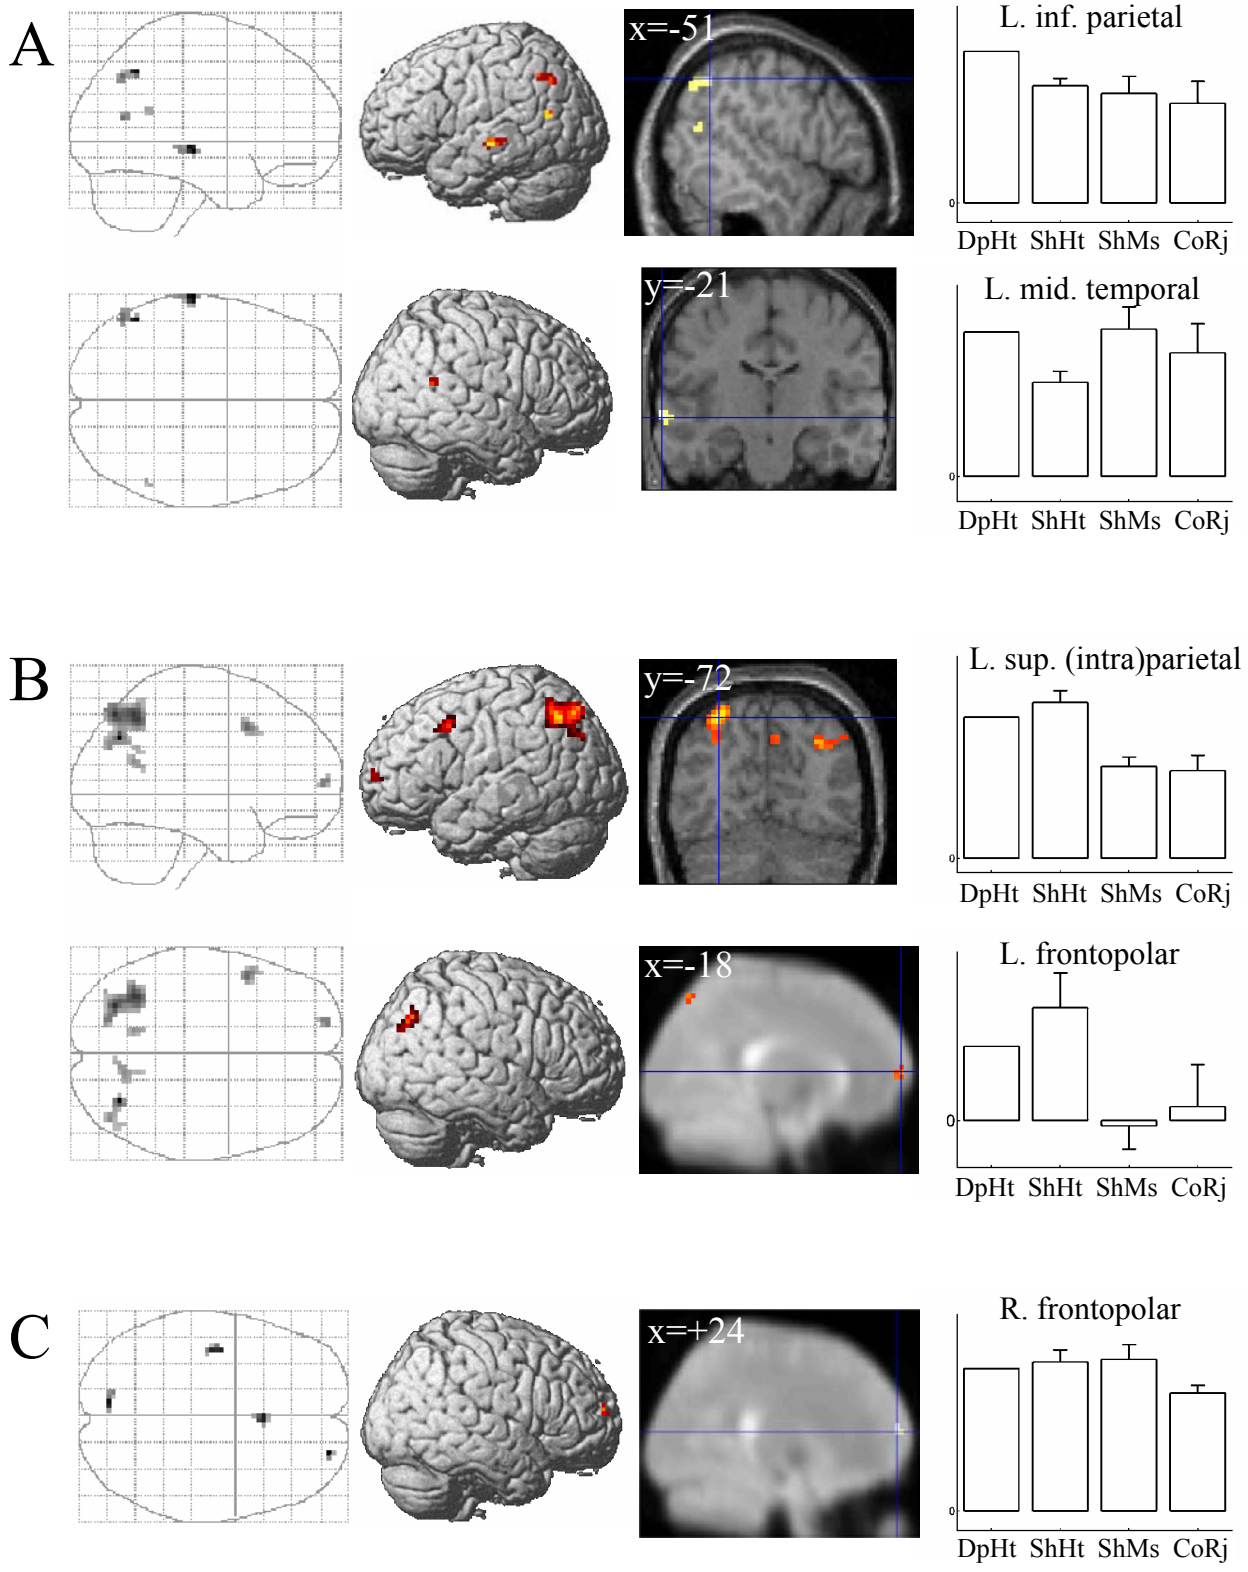 A
x=-51
L. inf. parietal
0
DpHt ShHt ShMs CoRj
y=-21
L. mid. temporal
0
DpHt ShHt ShMs CoRj
B
y=-72
L. sup. (intra)parietal
0
DpHt ShHt ShMs CoRj
x=-18
L. frontopolar
0
DpHt ShHt ShMs CoRj
C
x=+24
R. frontopolar
0
DpHt ShHt ShMs CoRj